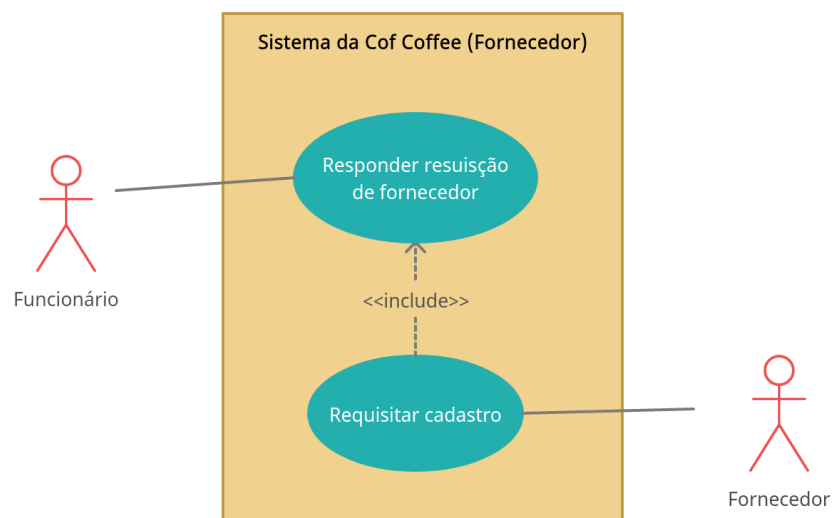 Sistema da Cof Coffee (Fornecedor)
Responder resuisção
de fornecedor
Funcionário
<<include>>
Requisitar cadastro
Fornecedor